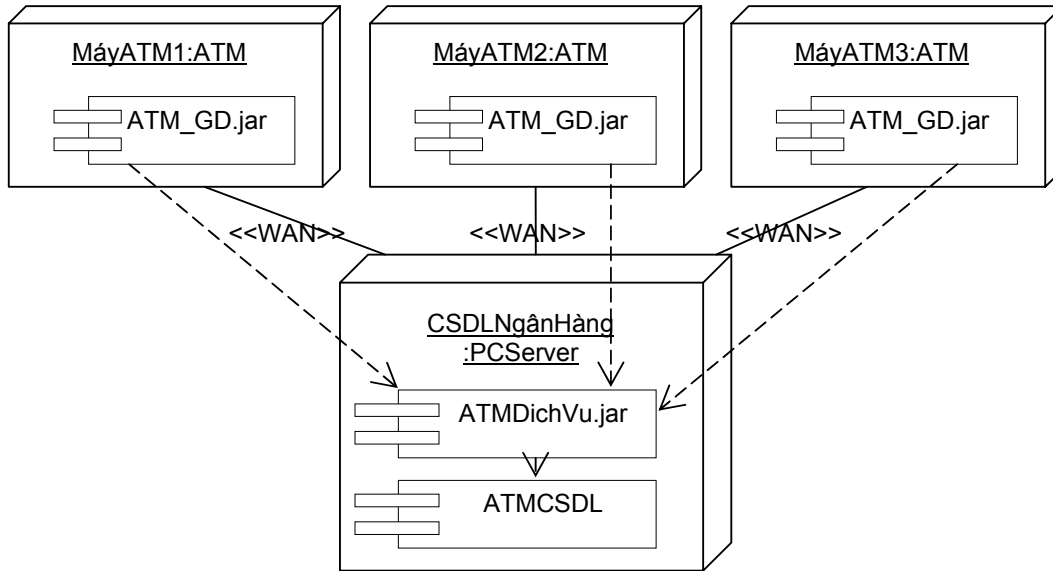 MáyATM1:ATM
MáyATM2:ATM
MáyATM3:ATM
ATM_GD.jar
ATM_GD.jar
ATM_GD.jar
<<WAN>>
<<WAN>>
<<WAN>>
CSDLNgânHàng
:PCServer
ATMDichVu.jar
ATMCSDL